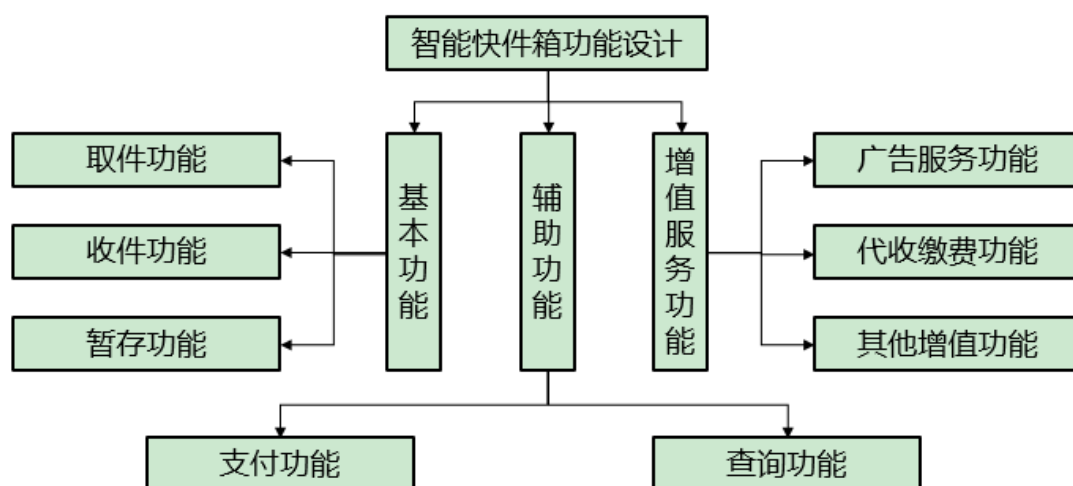 智能快件箱功能设计
基本功能
辅助功能
增值服务功能
取件功能
收件功能
暂存功能
广告服务功能
代收缴费功能
其他增值功能
支付功能
查询功能